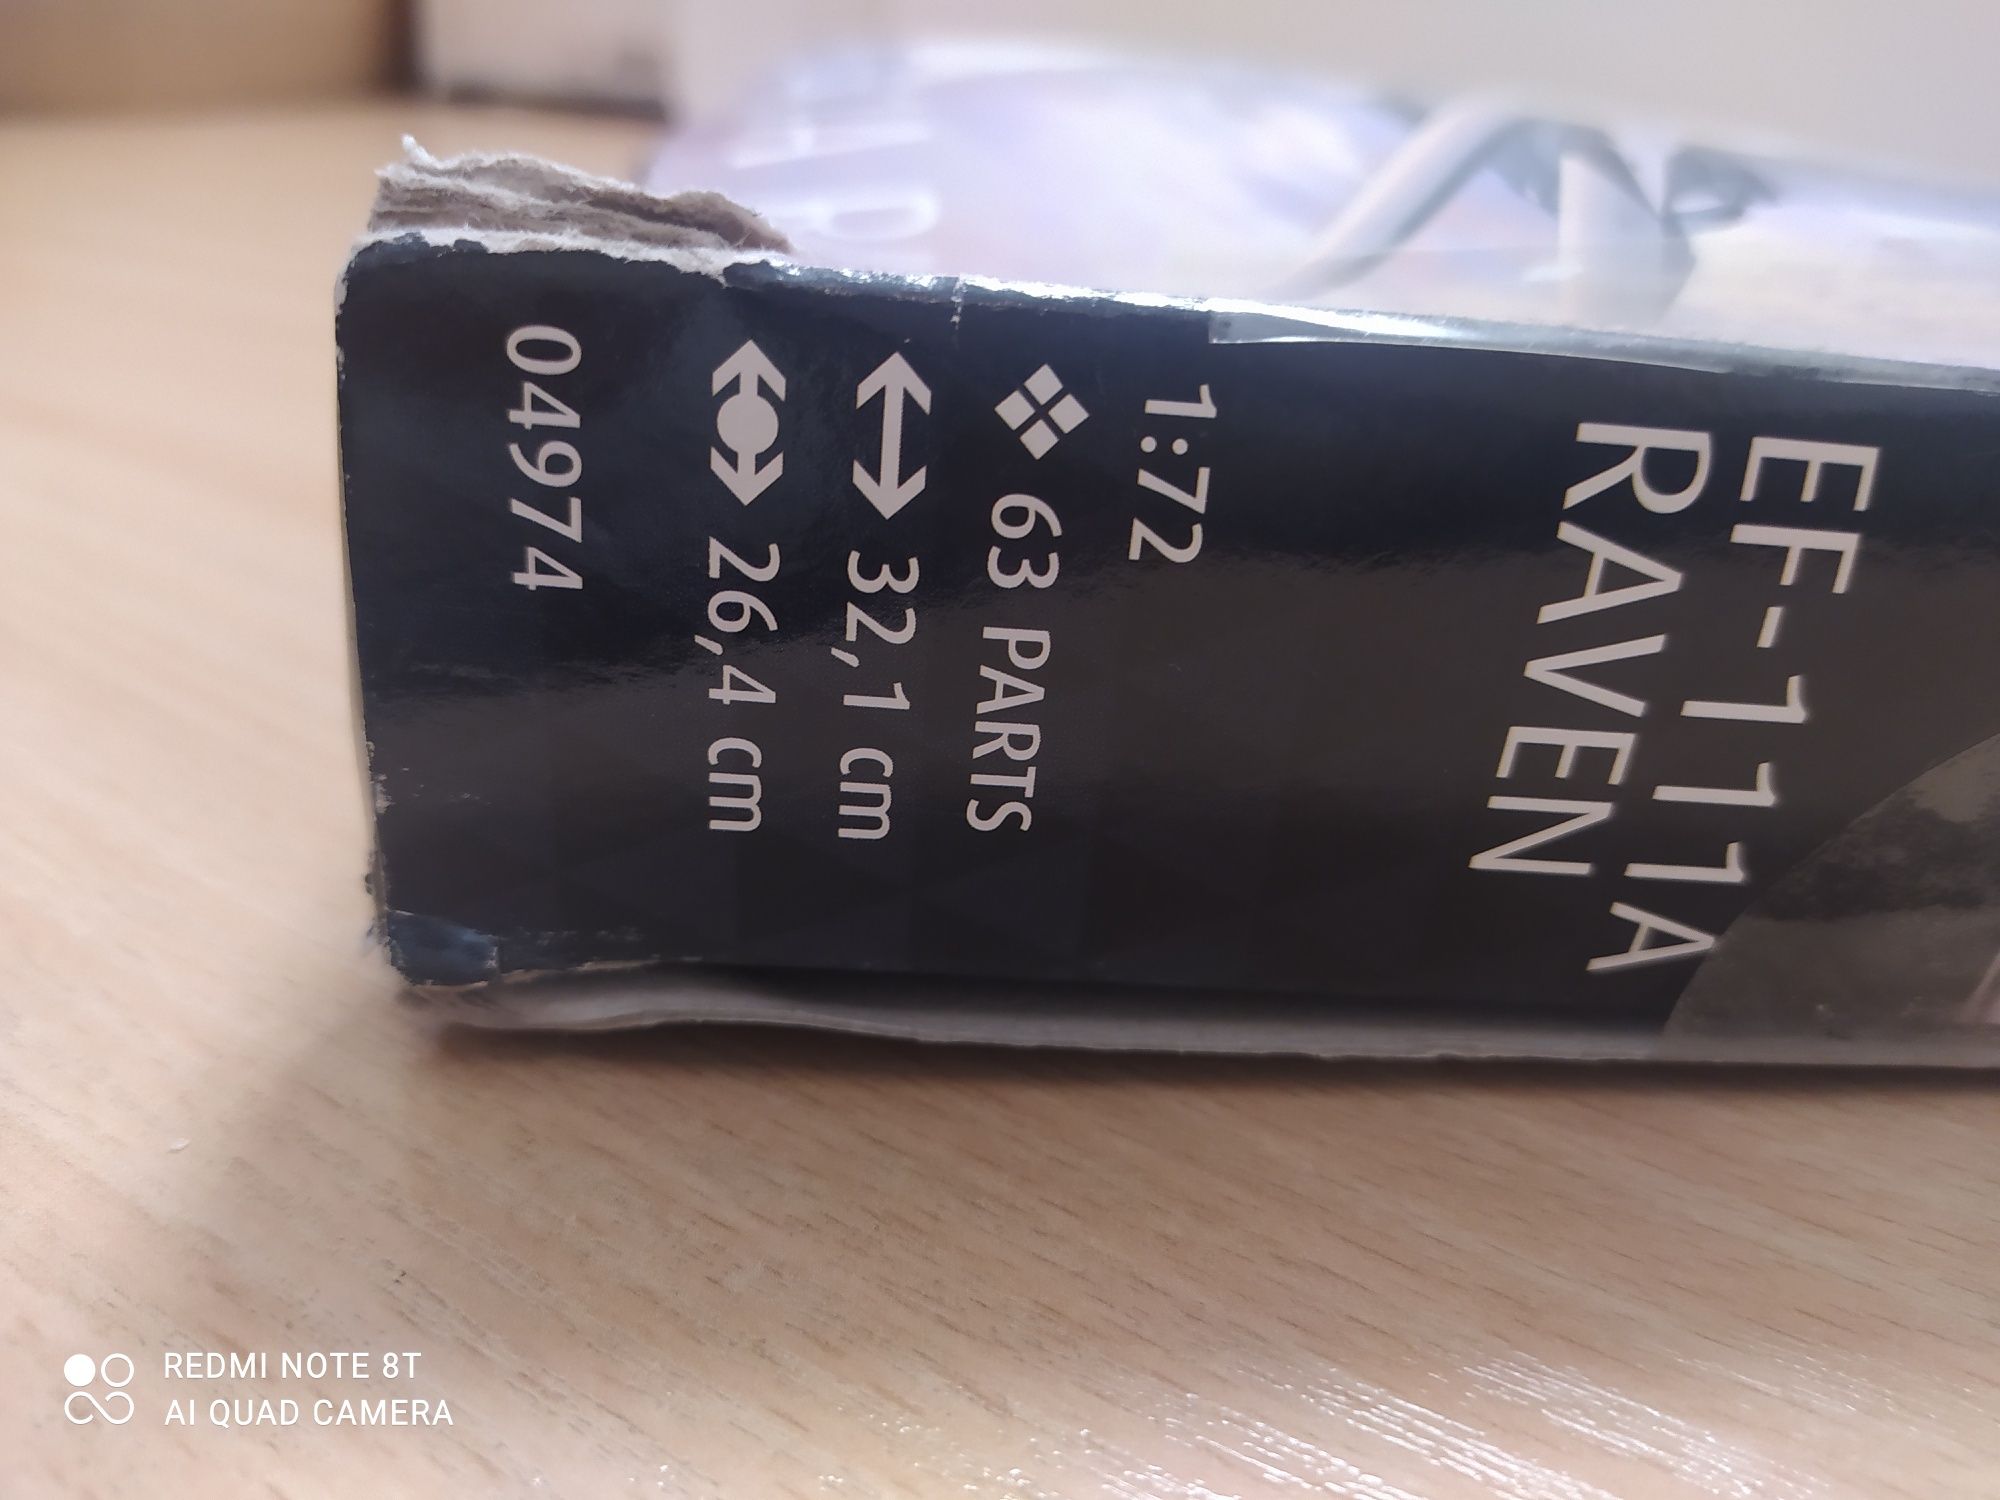 EF-111A
RAVEN
1:72
63 PARTS
32,1 cm
26,4 cm
04974
REDMI NOTE 8T
AI QUAD CAMERA